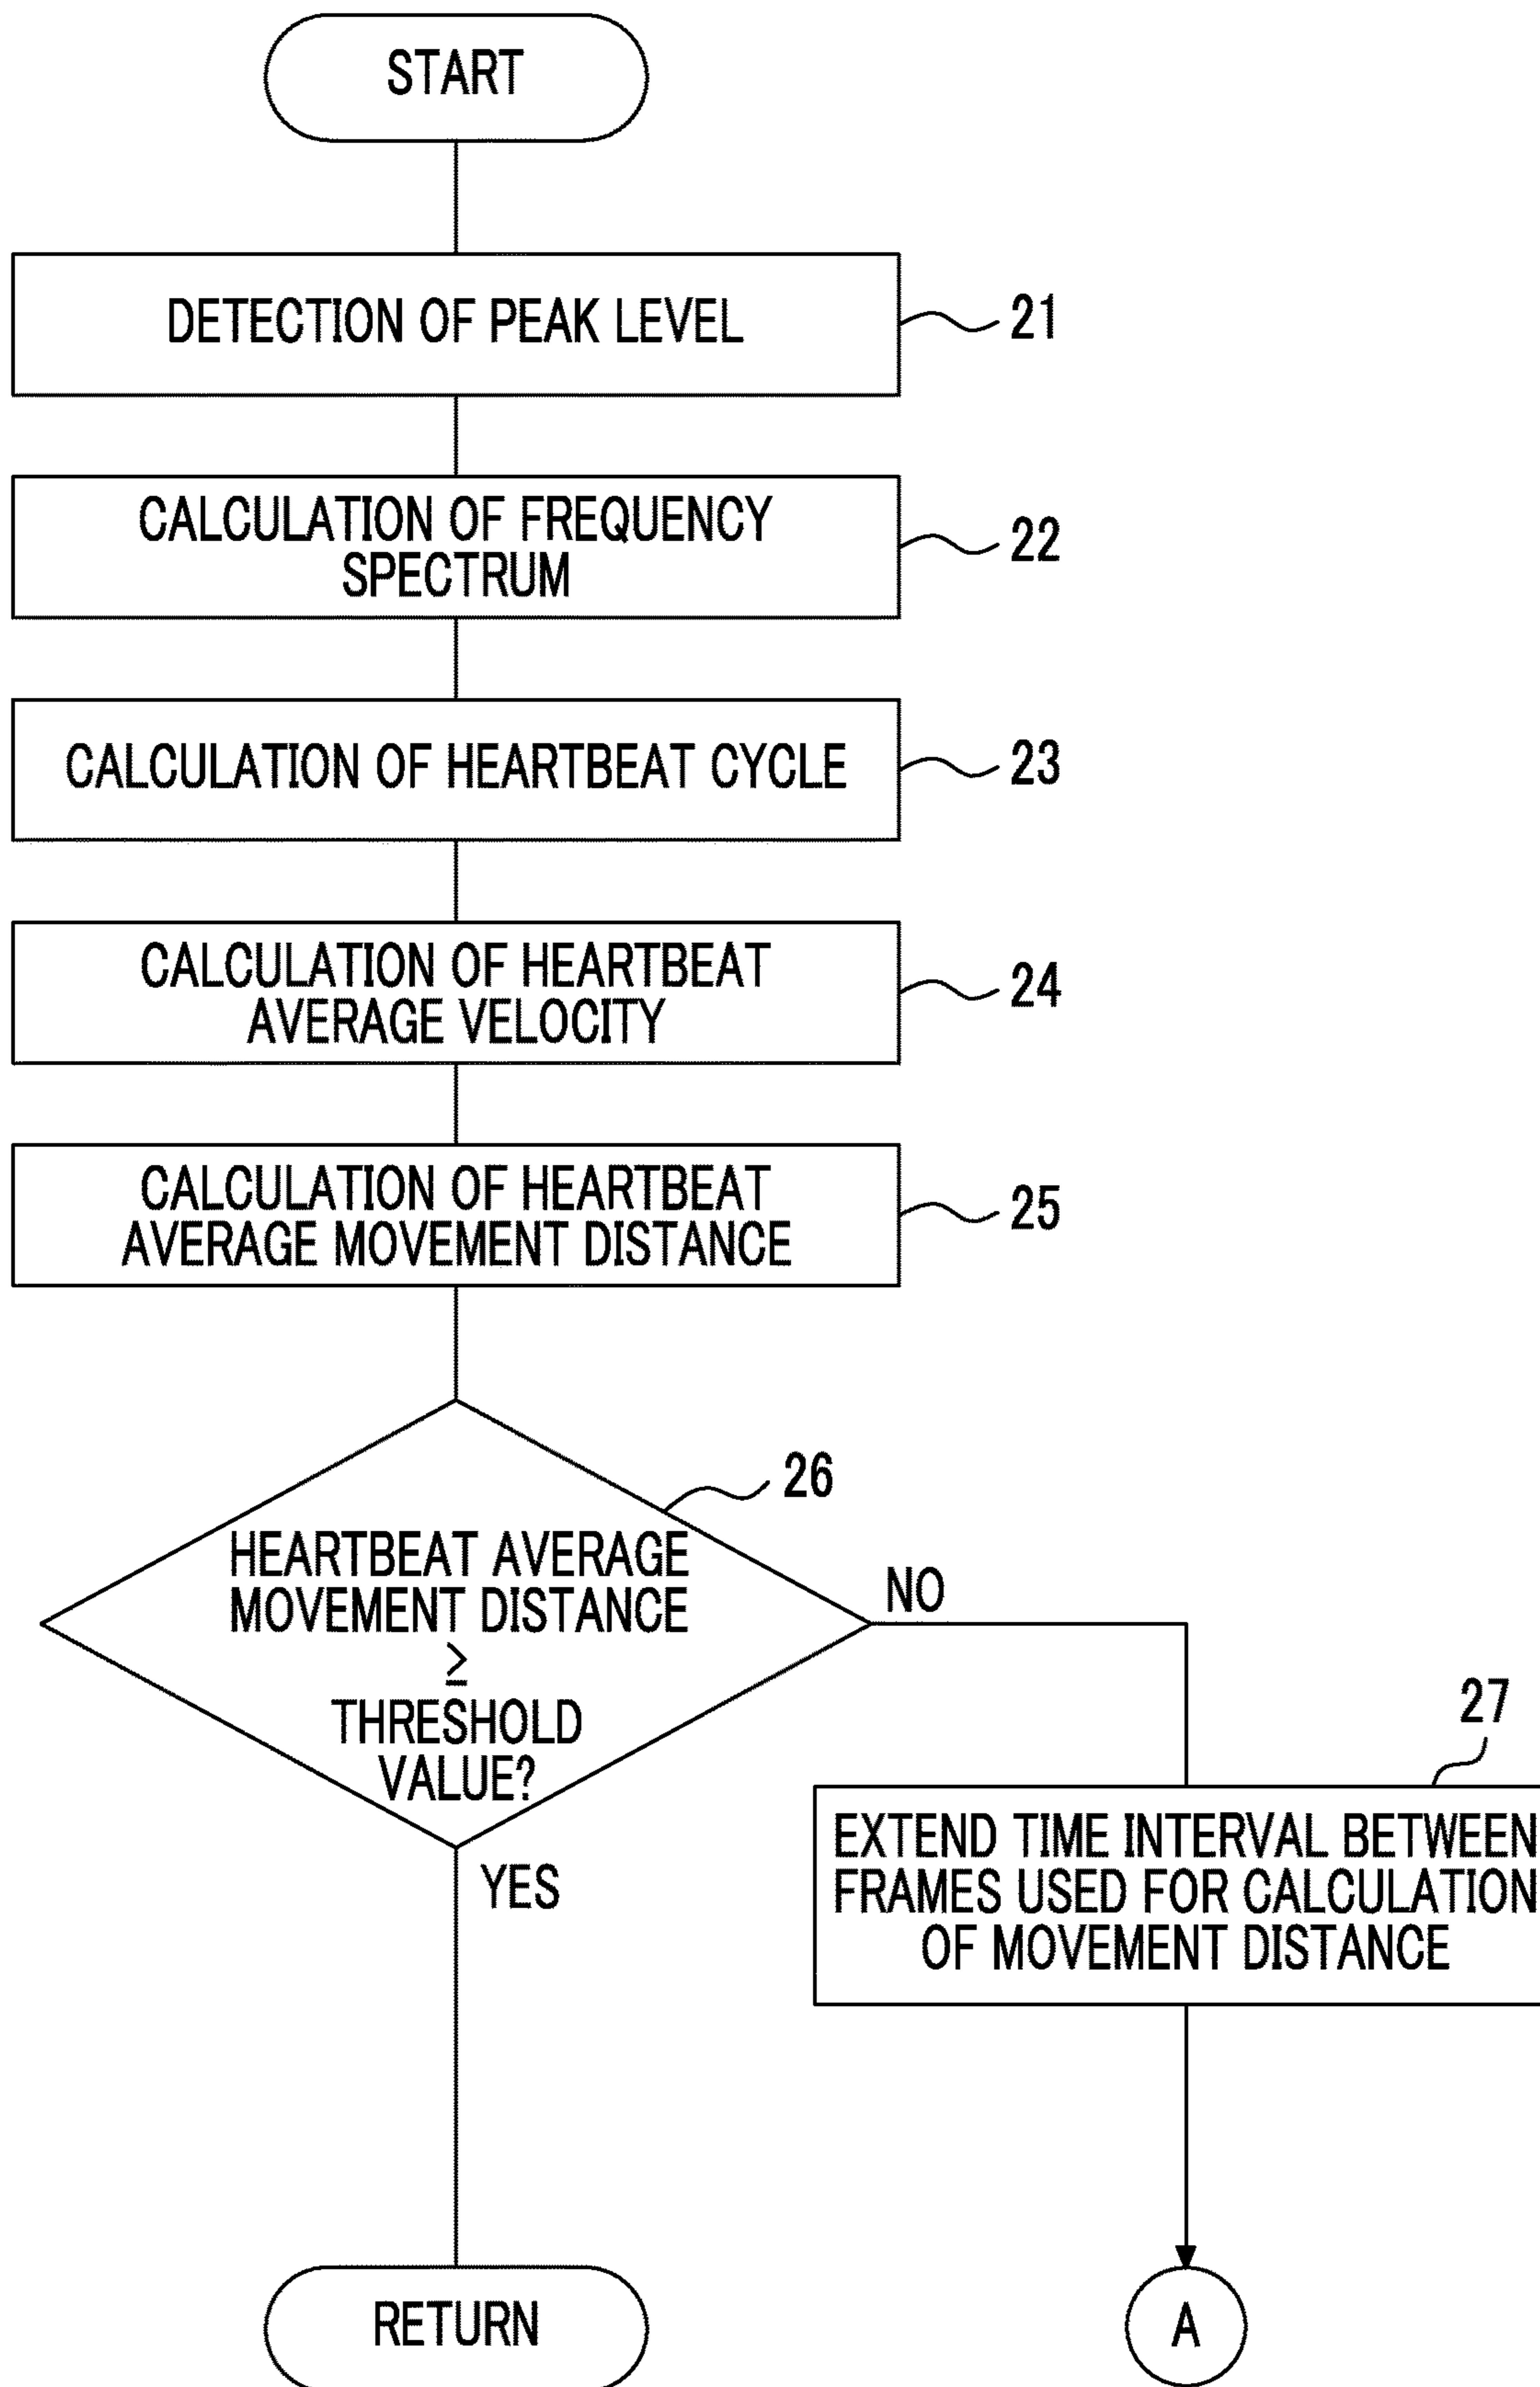 START
DETECTION OF PEAK LEVEL
21
CALCULATION OF FREQUENCY
SPECTRUM
22
CALCULATION OF HEARTBEAT CYCLE
23
CALCULATION OF HEARTBEAT
AVERAGE VELOCITY
24
CALCULATION OF HEARTBEAT
AVERAGE MOVEMENT DISTANCE
25
26
HEARTBEAT AVERAGE
MOVEMENT DISTANCE
≥
THRESHOLD
VALUE?
NO
YES
27
EXTEND TIME INTERVAL BETWEEN
FRAMES USED FOR CALCULATION
OF MOVEMENT DISTANCE
RETURN
A